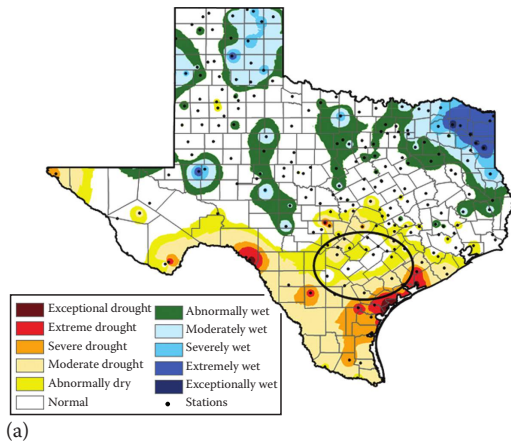 Exceptional drought
Extreme drought
Severe drought
Moderate drought
Abnormally dry
Normal
Abnormally wet
Moderately wet
Severely wet
Extremely wet
Exceptionally wet
Stations
(a)